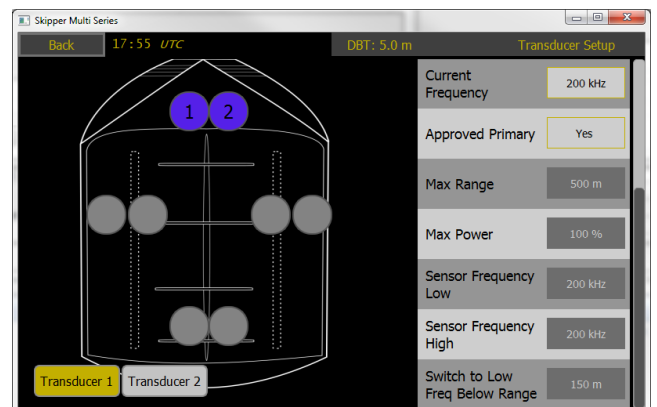 Skipper Multi Series
Back 17:55 UTC DBT: 5.0 m Transducer Setup
1 2
Current
Frequency
200 kHz
Approved Primary
Yes
Max Range
500 m
Max Power
100 %
Sensor Frequency
Low
200 kHz
Sensor Frequency
High
200 kHz
Switch to Low
Freq Below Range
150 m
Transducer 1 Transducer 2